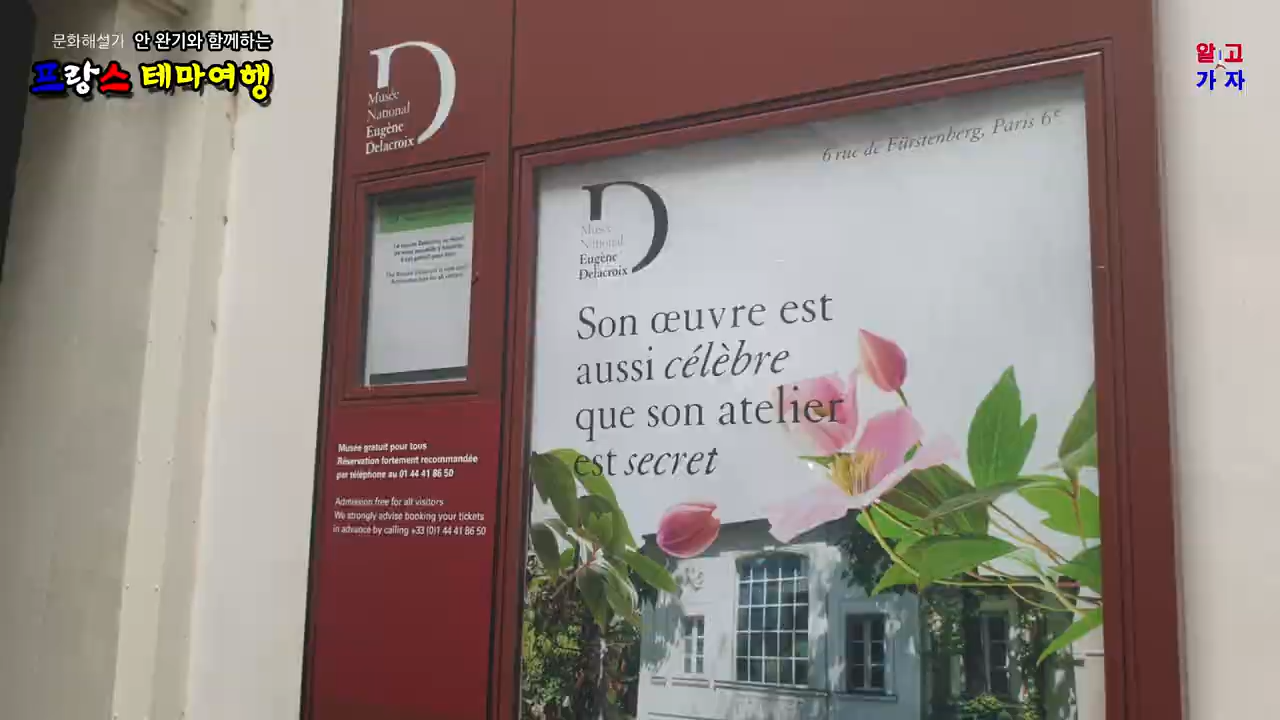 문화해설가 안 완기와 함께하는
프랑스 테마여행
알고
가자
Musée
National
Eugène
Delacroix
Musée gratuit pour tous
Réservation fortement recommandée
par téléphone au 01 44 41 86 50
Admission free for all visitors
We strongly advise booking your tickets
in advance by calling +33 (0)1 44 41 86 50
6 rue de Fürstenberg, Paris 6e
Musée
National
Eugène
Delacroix
Son œuvre est
aussi célèbre
que son atelier
est secret